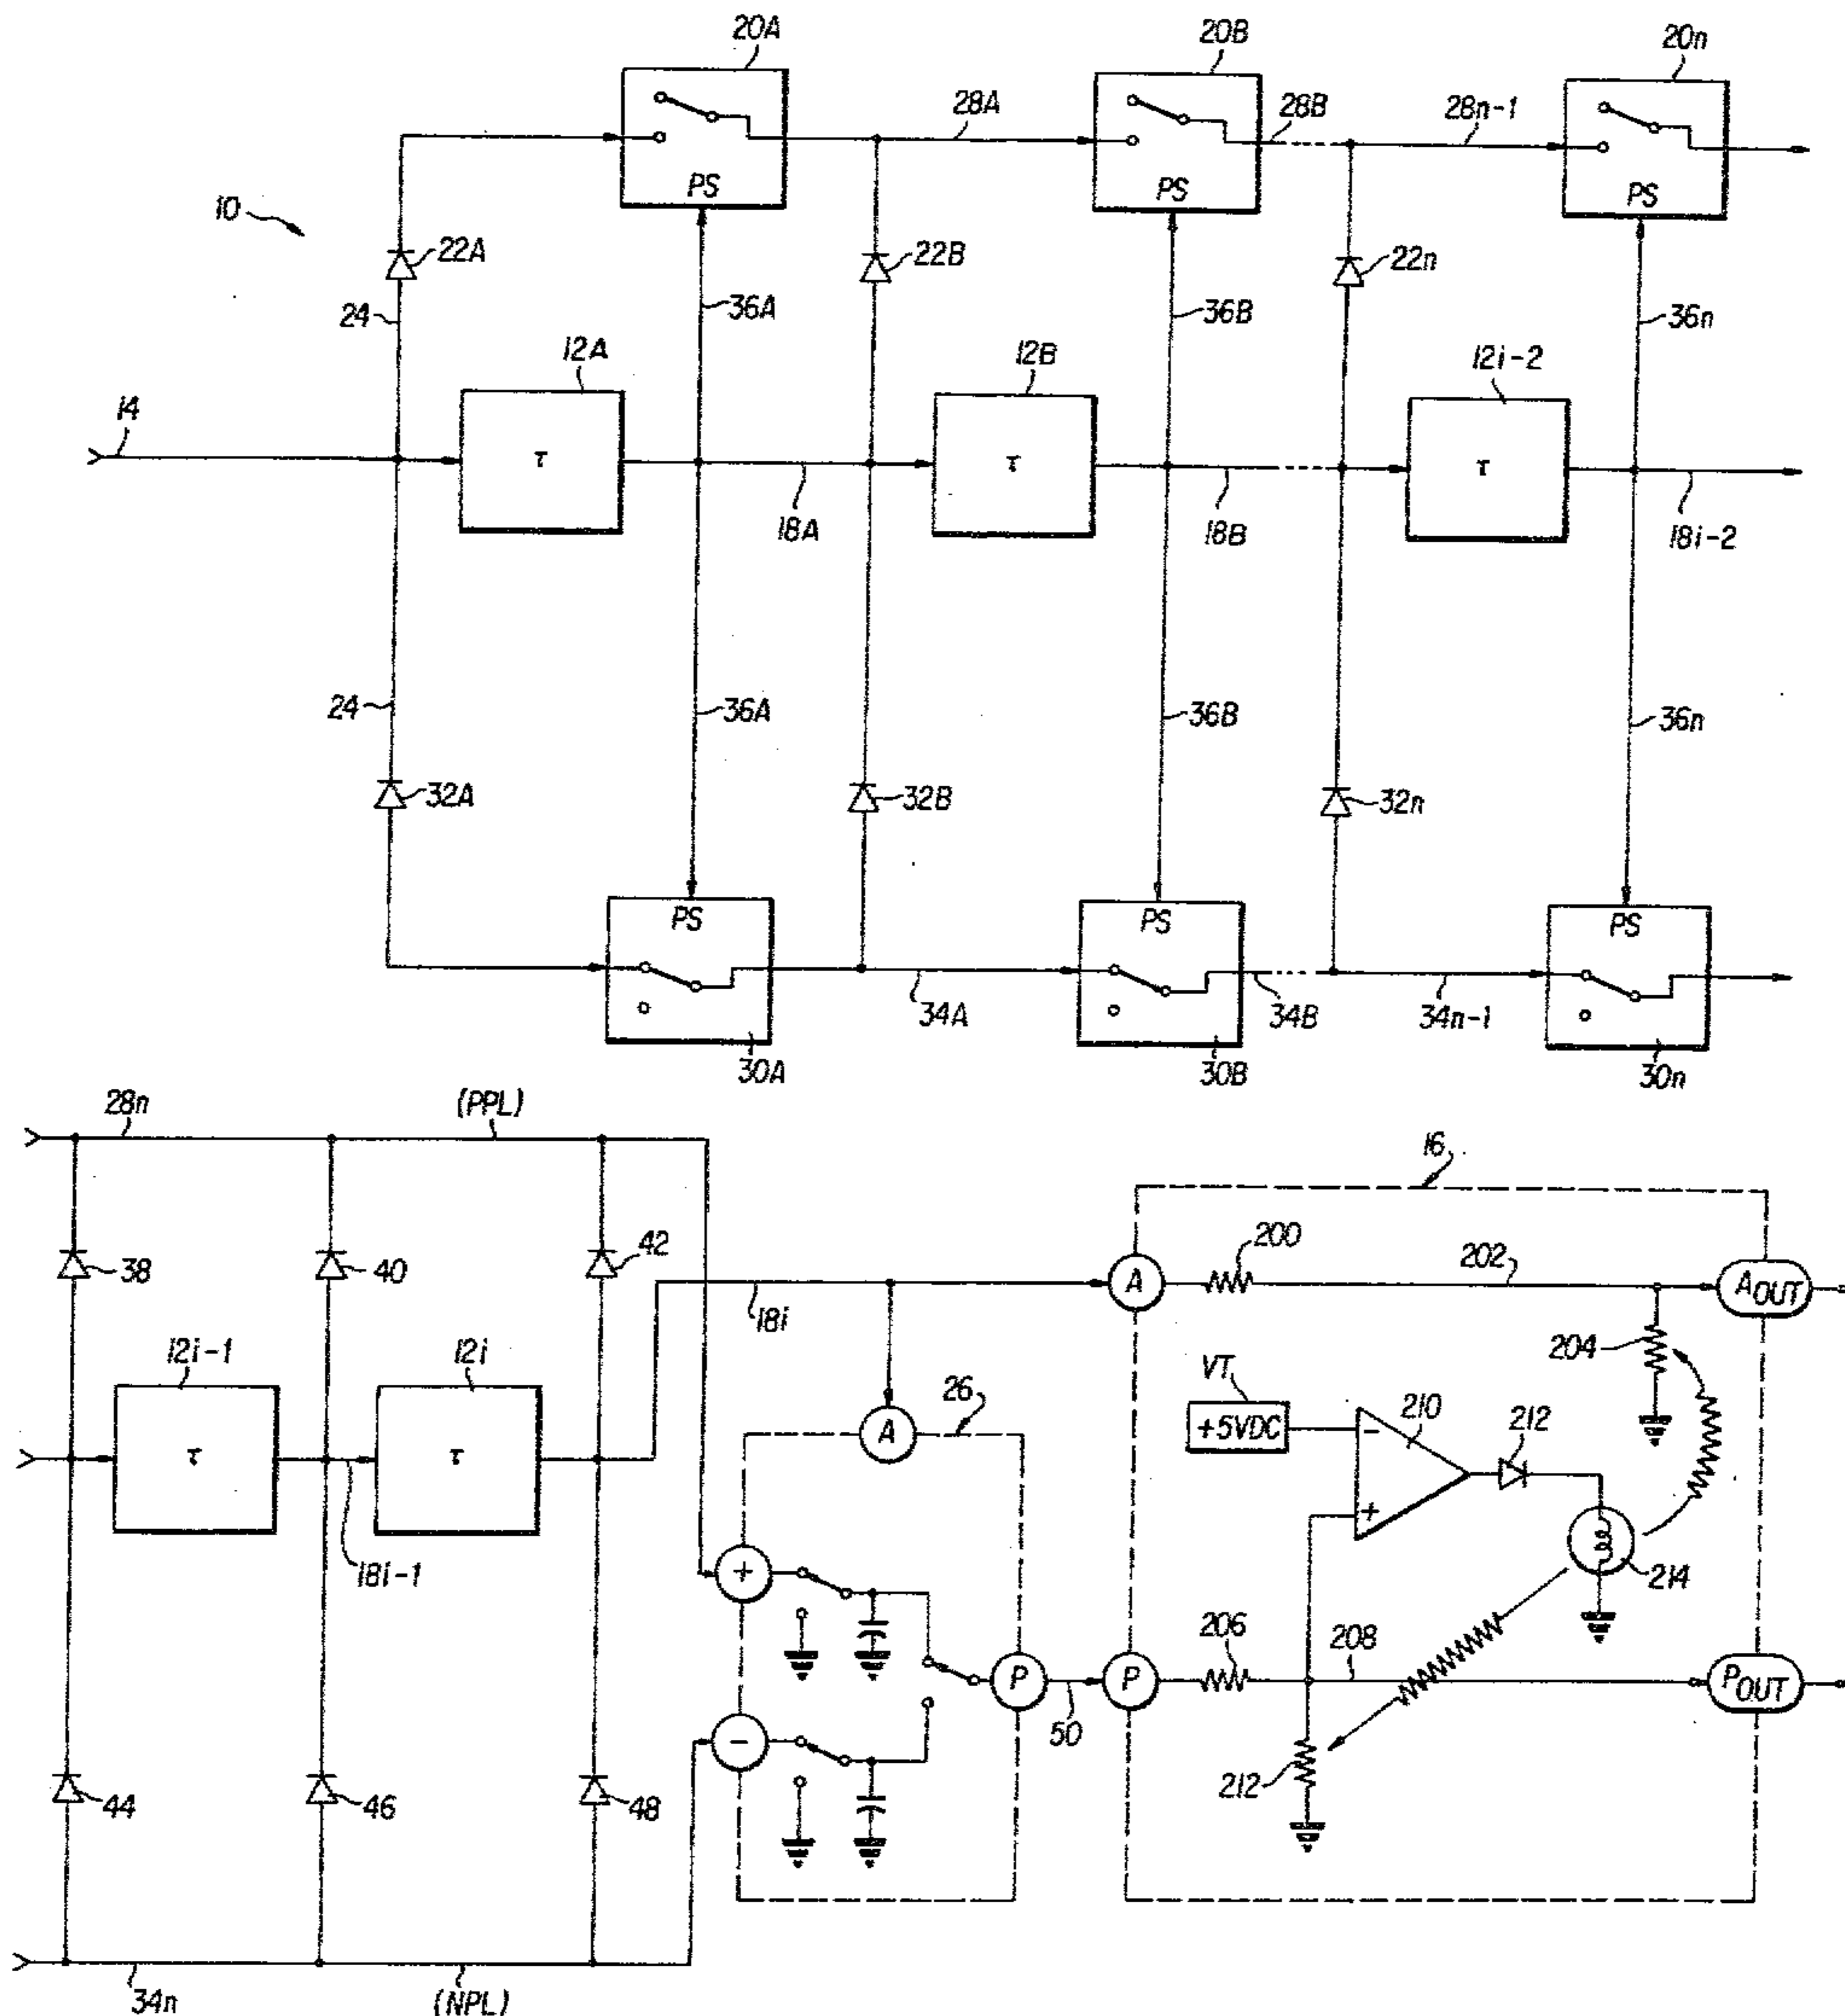 20A 20B 20n
28A 28B 28n-1
PS PS PS
10
22A 22B 22n
24 36A 36B 36n
12A 12B 12i-2
14
τ τ τ
18A 18B 18i-2
24 36A 36B 36n
32A 32B 32n
PS PS PS
34A 34B 34n-1
30A 30B 30n
28n (PPL)
16
38 40 42
200 202
A AOUT
18i
204
12i-1 12i
VT
26 210 212
A +5VDC -
τ τ
+
18i-1
+ 214
206 208
P P POUT
50
-
212
44 46 48
34n (NPL)